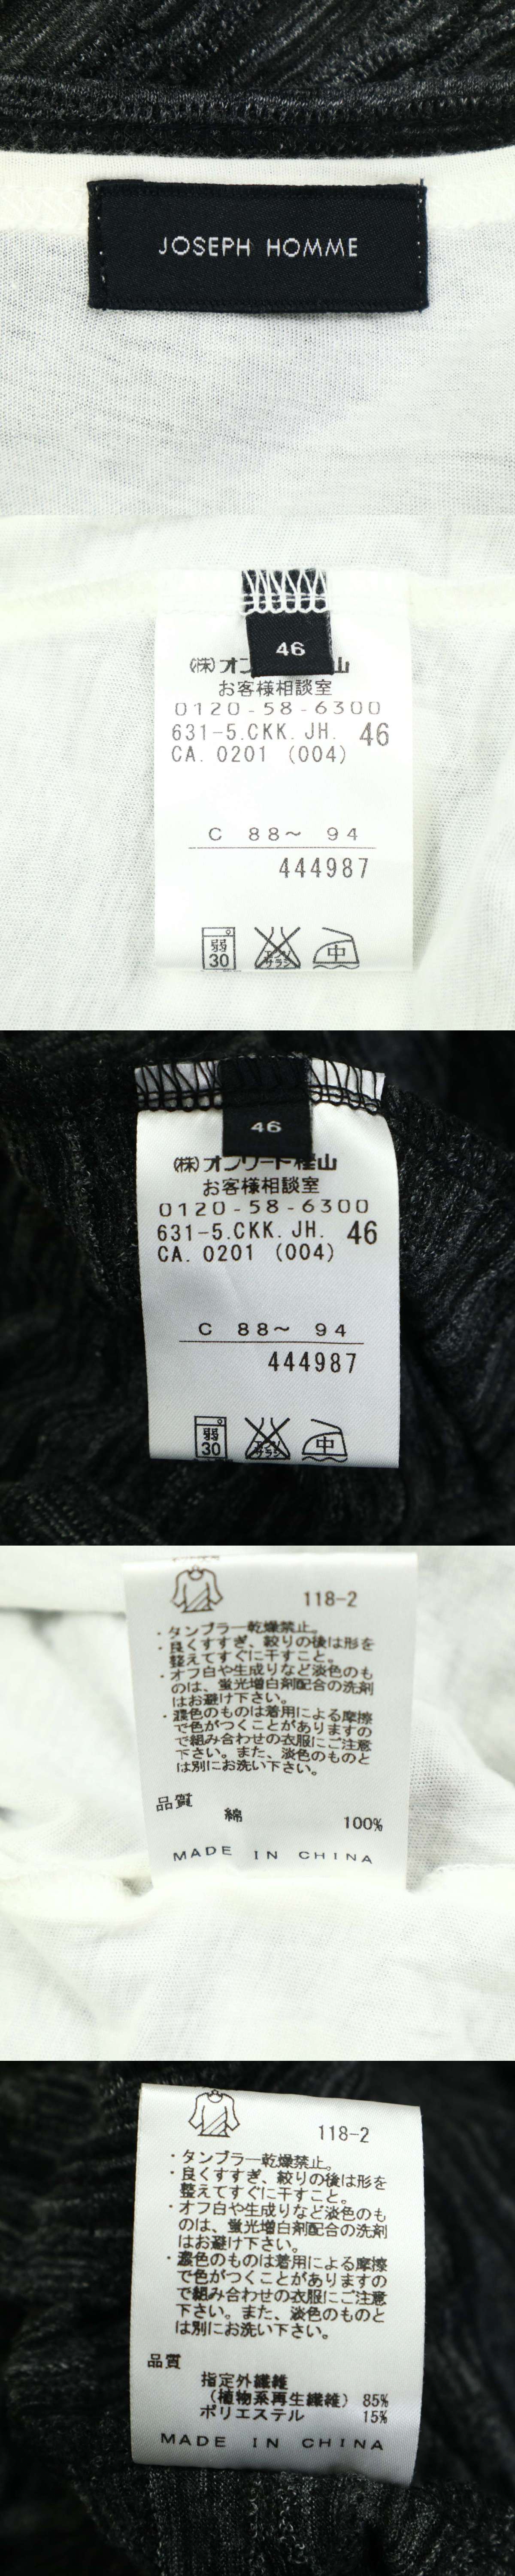 JOSEPH HOMME
46
(株)オン 山
お客様相談室
0120-58-6300
631-5.CKK.JH. 46
CA. 0201 (004)
C 88～ 94
444987
弱
30
エンソ
サラシ
中
46
(株)オンワード樫山
お客様相談室
0120-58-6300
631-5.CKK.JH. 46
CA. 0201 (004)
C 88～ 94
444987
弱
30
エンソ
サラシ
中
118-2
・タンブラー乾燥禁止。
・良くすすぎ、絞りの後は形を
整えてすぐに干すこと。
・オフ白や生成りなど淡色のも
のは、蛍光増白剤配合の洗剤
はお避け下さい。
・濃色のものは着用による摩擦
で色がつくことがありますの
で組み合わせの衣服にご注意
下さい。また、淡色のものと
は別にお洗い下さい。
品質
綿 100%
MADE IN CHINA
118-2
・タンブラー乾燥禁止。
・良くすすぎ、絞りの後は形を
整えてすぐに干すこと。
・オフ白や生成りなど淡色のも
のは、蛍光増白剤配合の洗剤
はお避け下さい。
・濃色のものは着用による摩擦
で色がつくことがありますの
で組み合わせの衣服にご注意
下さい。また、淡色のものと
は別にお洗い下さい。
品質
指定外繊維
(植物系再生繊維) 85%
ポリエステル 15%
MADE IN CHINA